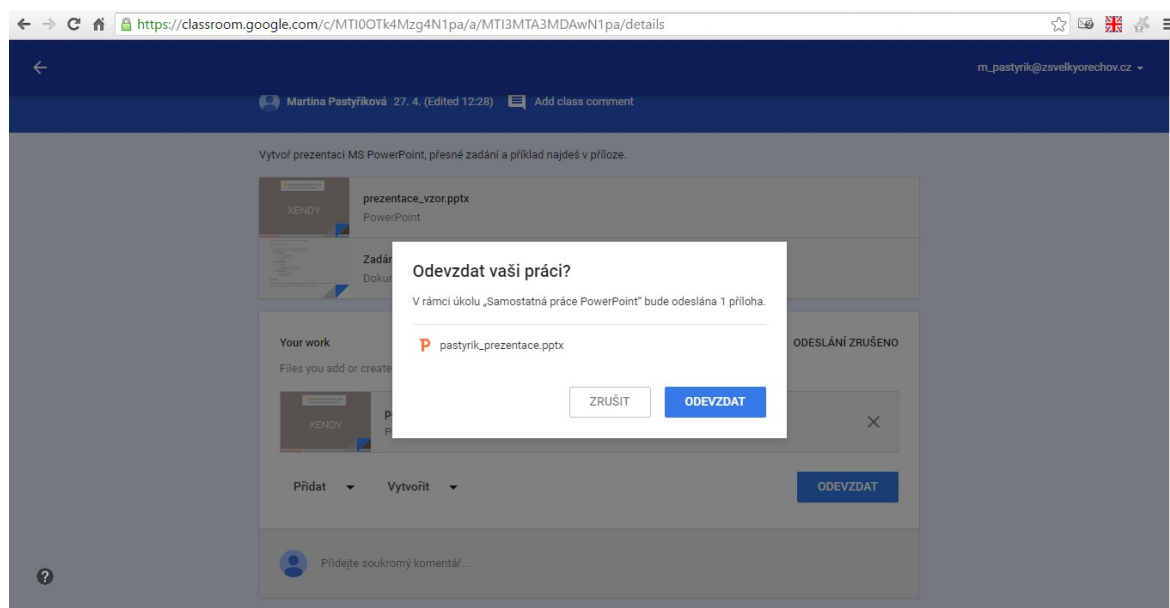 https://classroom.google.com/c/MTI0OTk4Mzg4N1pa/a/MTI3MTA3MDAwN1pa/details
m_pastyrik@zsvelkyorechov.cz
Martina Pastyříková 27. 4. (Edited 12:28) Add class comment
Vytvoř prezentaci MS PowerPoint, přesné zadání a příklad najdeš v příloze.
XENDY
prezentace_vzor.pptx
PowerPoint
Zadán
Dokun
Odevzdat vaši práci?
V rámci úkolu „Samostatná práce PowerPoint" bude odeslána 1 příloha.
P pastyrik_prezentace.pptx
ZRUŠIT ODEVZDAT
Your work ODESLÁNÍ ZRUŠENO
Files you add or create
XENDY
Přidat Vytvořit ODEVZDAT
Přidejte soukromý komentář...
?